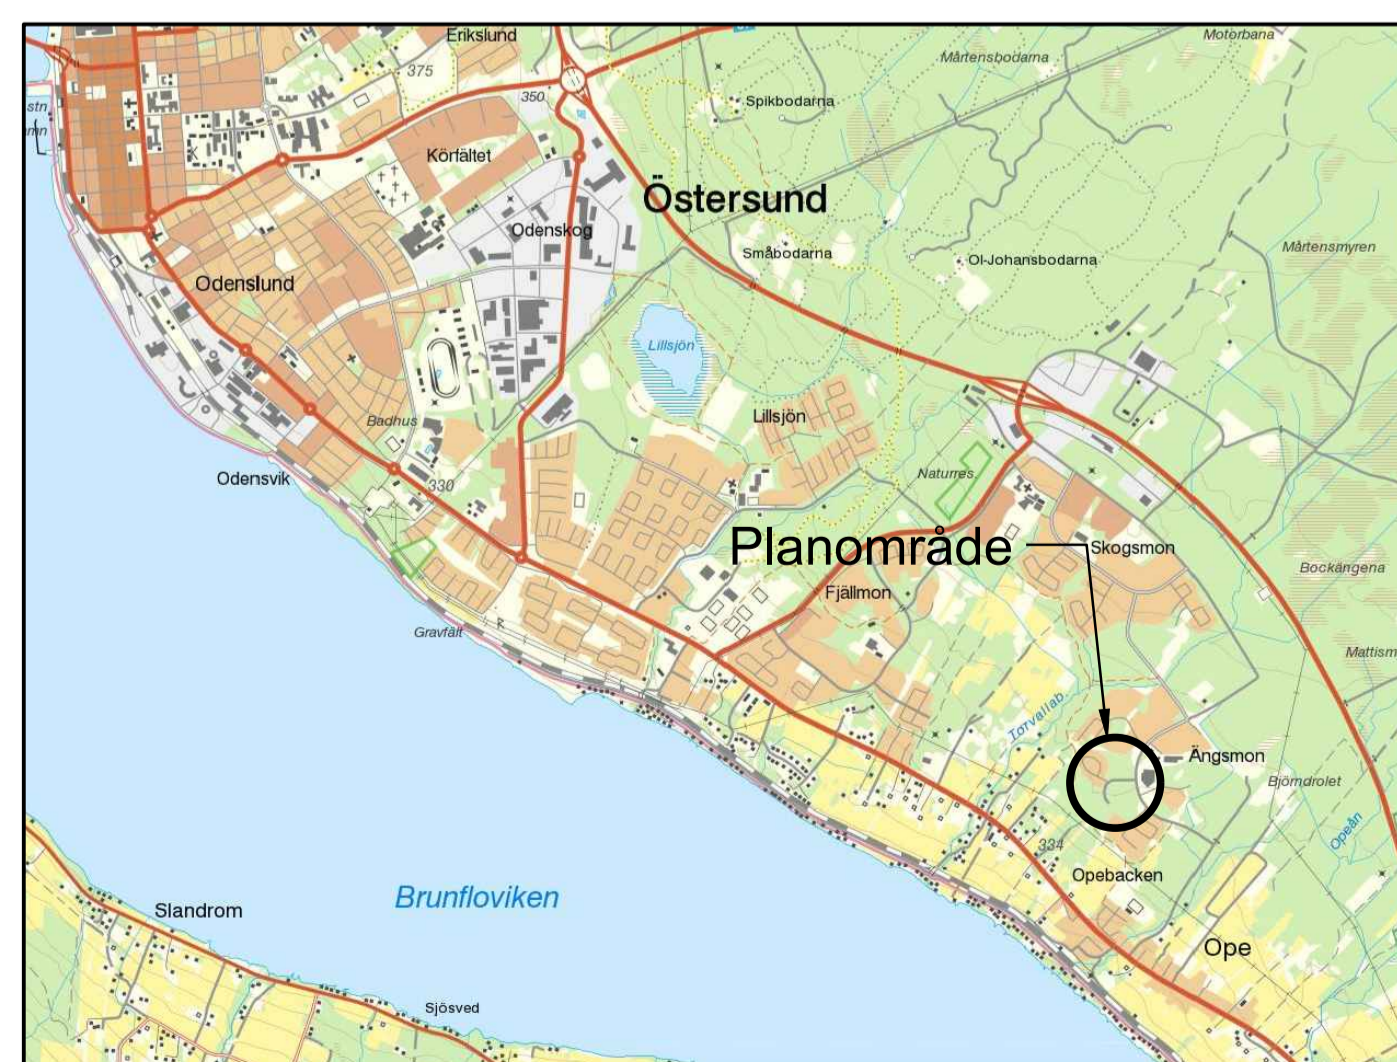 Erikslund
Motorbana
375
Mårtensbodarna
350
Spikbodarna
stn
Körfältet
Östersund
Odenskog
Småbodarna
Mårtensmyren
Ol-Johansbodarna
Odenslund
Lillsjön
Lillsjön
Badhus
Odensvik
330
Naturres.
Planområde
Skogsmon
Bockängena
Fjällmon
Gravfält
Mattism
Torvallab.
Ängsmon
Björndrolet
Opeån
334
Opebacken
Brunfloviken
Slandrom
Ope
Sjösved